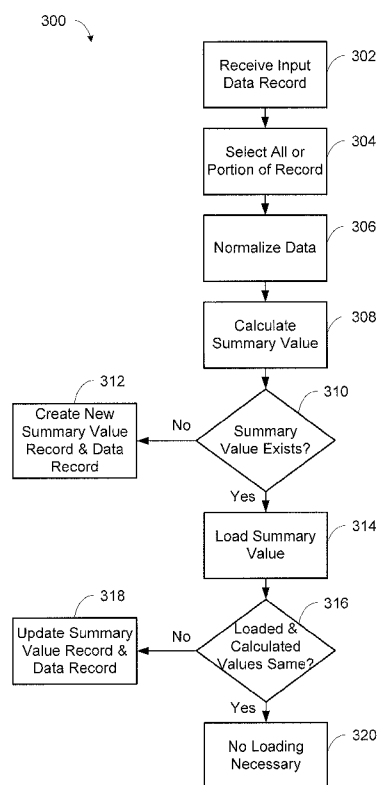 300
302
Receive Input
Data Record
304
Select All or
Portion of Record
306
Normalize Data
308
Calculate
Summary Value
310
312
Create New
Summary Value
Record & Data
Record
No
Summary
Value Exists?
Yes
314
Load Summary
Value
316
318
Update Summary
Value Record &
Data Record
No
Loaded &
Calculated
Values Same?
Yes
320
No Loading
Necessary